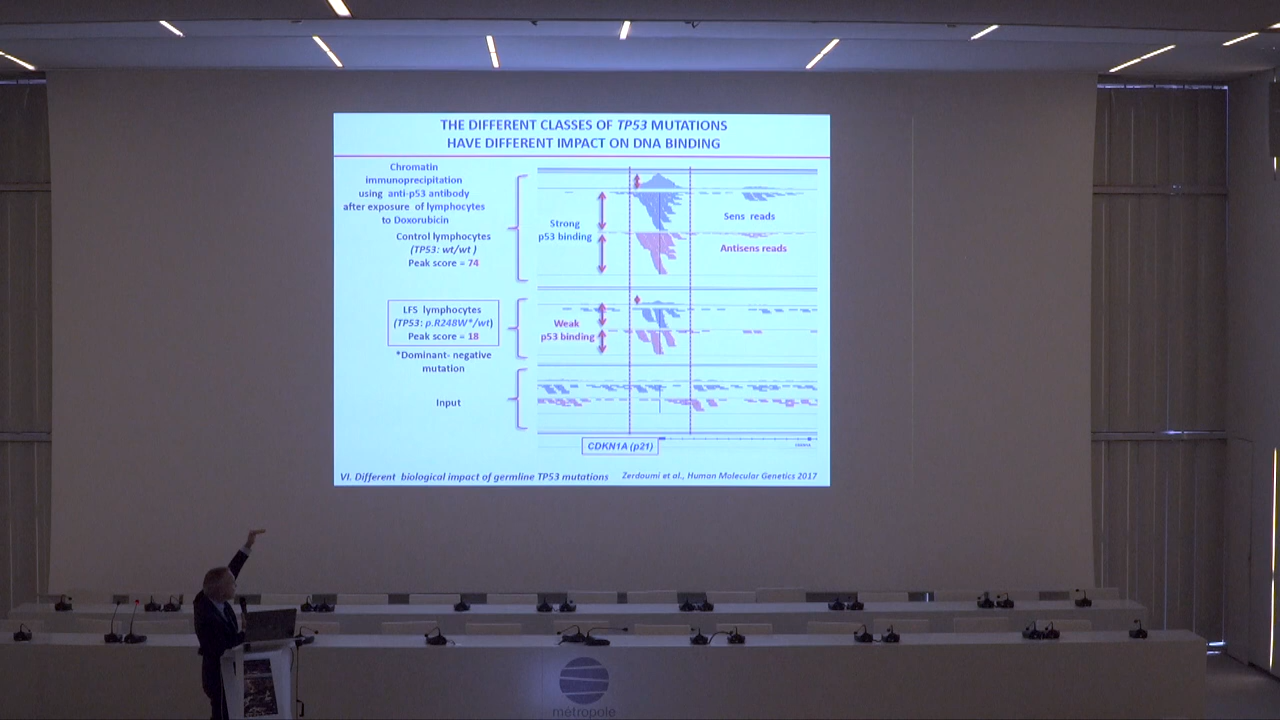 THE DIFFERENT CLASSES OF TP53 MUTATIONS
HAVE DIFFERENT IMPACT ON DNA BINDING
Chromatin
immunoprecipitation
using anti-p53 antibody
after exposure of lymphocytes
to Doxorubicin
Control lymphocytes
(TP53: wt/wt )
Peak score = 74
Strong
p53 binding
Sens reads
Antisens reads
LFS lymphocytes
(TP53: p.R248W*/wt)
Peak score = 18
*Dominant- negative
mutation
Weak
p53 binding
Input
CDKN1A (p21)
CDKN1A
VI. Different biological impact of germline TP53 mutations
Zerdoumi et al., Human Molecular Genetics 2017
métropole